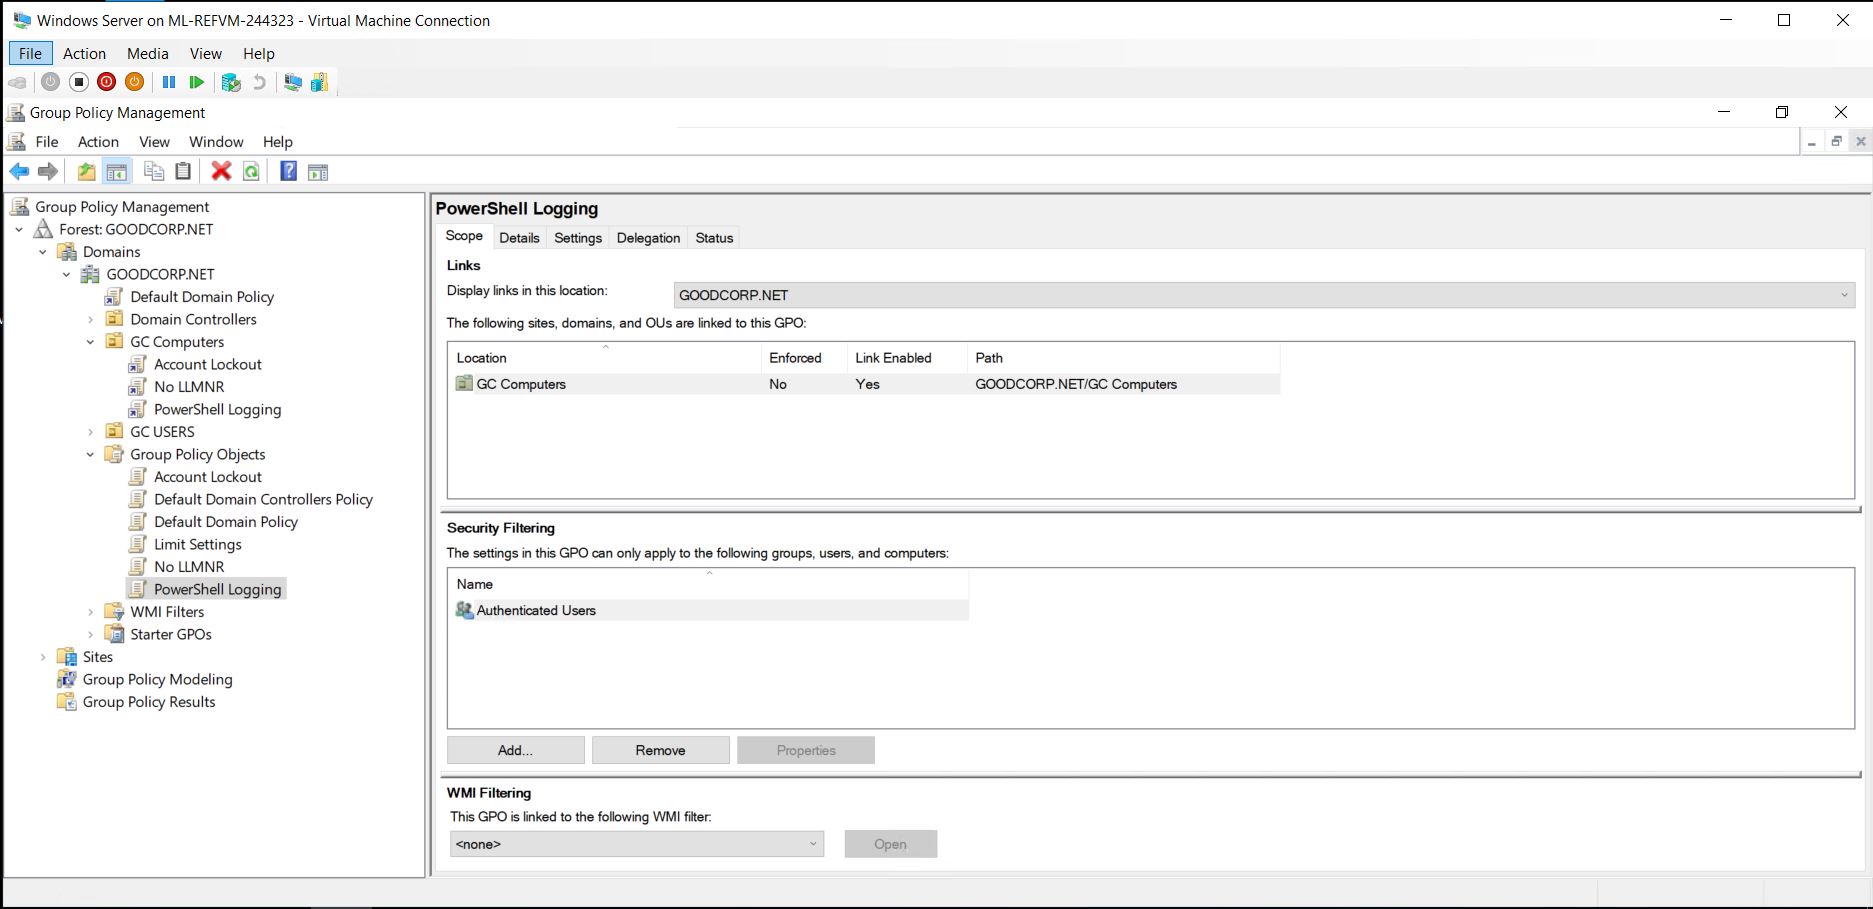 Windows Server on ML-REFVM-244323 - Virtual Machine Connection
File Action Media View Help
Group Policy Management
File Action View Window Help
Group Policy Management
Forest: GOODCORP.NET
Domains
GOODCORP.NET
Default Domain Policy
Domain Controllers
GC Computers
Account Lockout
No LLMNR
PowerShell Logging
GC USERS
Group Policy Objects
Account Lockout
Default Domain Controllers Policy
Default Domain Policy
Limit Settings
No LLMNR
PowerShell Logging
WMI Filters
Starter GPOs
Sites
Group Policy Modeling
Group Policy Results
PowerShell Logging
Scope Details Settings Delegation Status
Links
Display links in this location: GOODCORP.NET
The following sites, domains, and OUs are linked to this GPO:
Location Enforced Link Enabled Path
GC Computers No Yes GOODCORP.NET/GC Computers
Security Filtering
The settings in this GPO can only apply to the following groups, users, and computers:
Name
Authenticated Users
Add... Remove Properties
WMI Filtering
This GPO is linked to the following WMI filter:
<none> Open